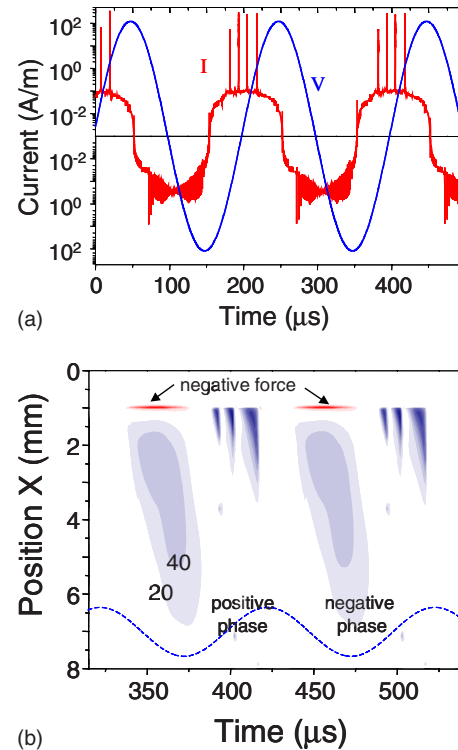 10²
I
V
10⁰
10⁻²
10⁻²
10⁰
10²
Current (A/m)
0
100
200
300
400
Time (μs)
(a)
0
negative force
2
4
40
20
positive
phase
negative
phase
6
8
Position X (mm)
350
400
450
500
Time (μs)
(b)